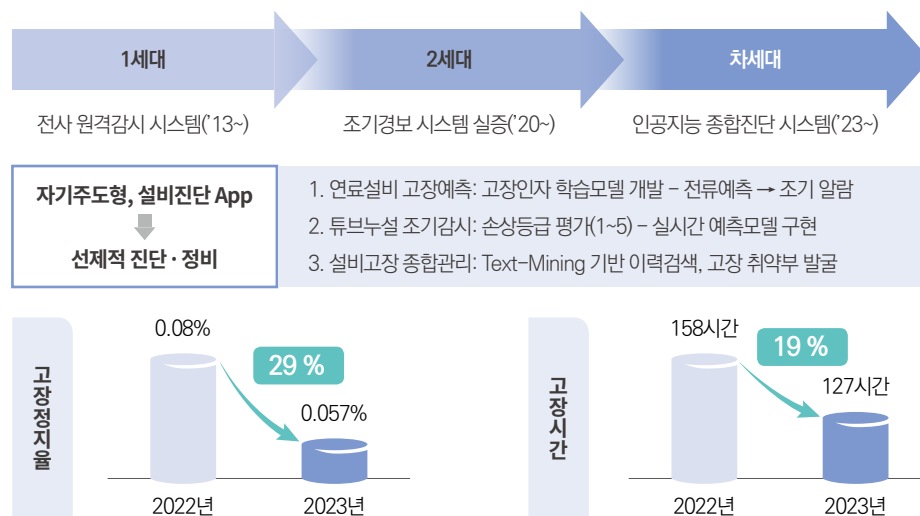 1세대
2세대
차세대
전사 원격감시 시스템('13~)
조기경보 시스템 실증('20~)
인공지능 종합진단 시스템('23~)
자기주도형, 설비진단 App
선제적 진단 · 정비
1. 연료설비 고장예측: 고장인자 학습모델 개발 – 전류예측 → 조기 알람
2. 튜브누설 조기감시: 손상등급 평가(1~5) – 실시간 예측모델 구현
3. 설비고장 종합관리: Text-Mining 기반 이력검색, 고장 취약부 발굴
고장정지율
0.08%
29 %
0.057%
2022년
2023년
고장시간
158시간
19 %
127시간
2022년
2023년